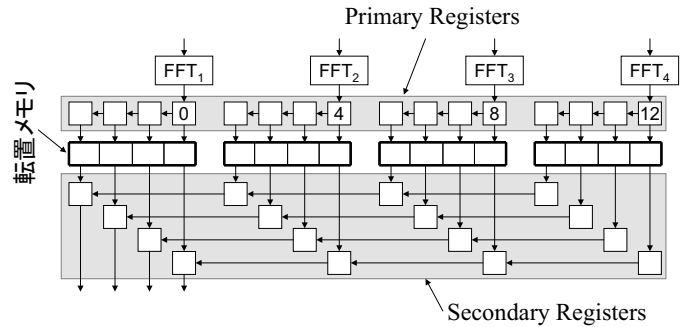 Primary Registers
FFT1
FFT2
FFT3
FFT4
0
4
8
12
転置メモリ
Secondary Registers